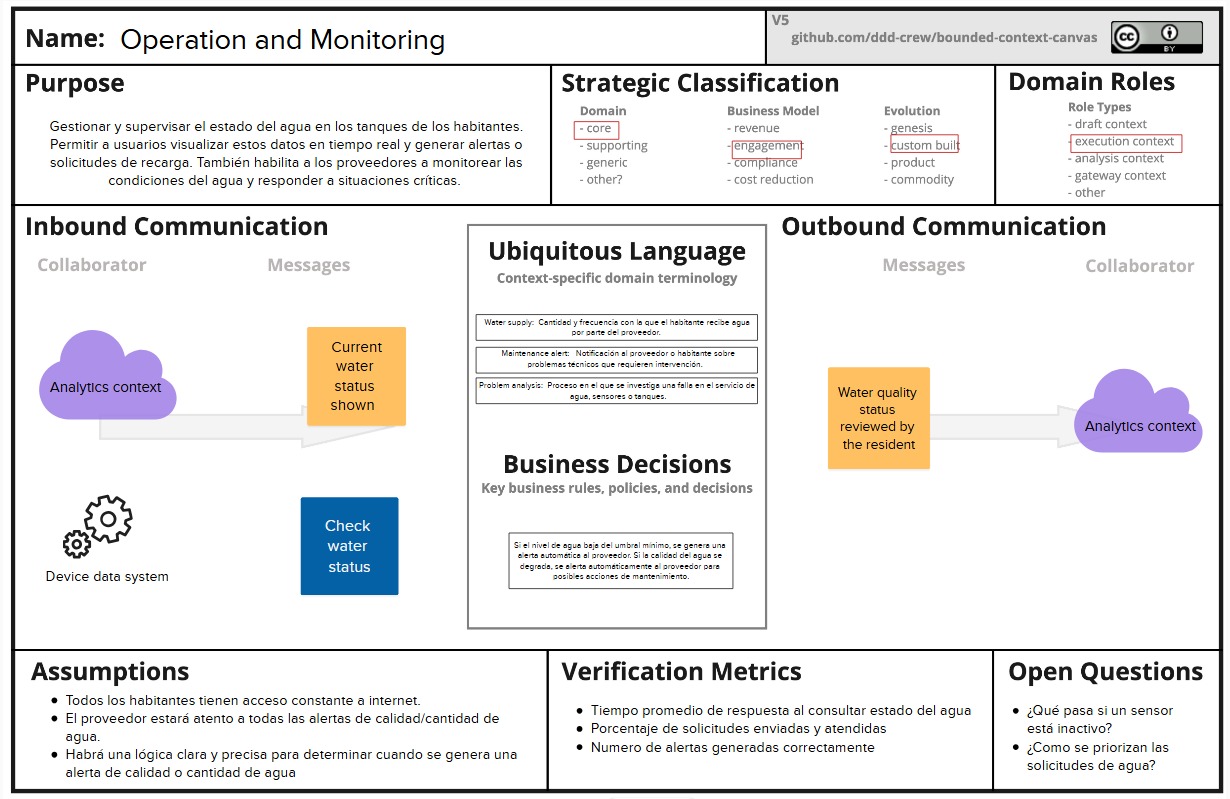 Name: Operation and Monitoring
V5
github.com/ddd-crew/bounded-context-canvas
cc BY
Purpose
Gestionar y supervisar el estado del agua en los tanques de los habitantes.
Permitir a usuarios visualizar estos datos en tiempo real y generar alertas o
solicitudes de recarga. También habilita a los proveedores a monitorear las
condiciones del agua y responder a situaciones críticas.
Strategic Classification
Domain
- core
- supporting
- generic
- other?
Business Model
- revenue
- engagement
- compliance
- cost reduction
Evolution
- genesis
- custom built
- product
- commodity
Domain Roles
Role Types
- draft context
- execution context
- analysis context
- gateway context
- other
Inbound Communication
Collaborator
Messages
Analytics context
Current
water
status
shown
Device data system
Check
water
status
Ubiquitous Language
Context-specific domain terminology
Water supply: Cantidad y frecuencia con la que el habitante recibe agua
por parte del proveedor.
Maintenance alert: Notificación al proveedor o habitante sobre
problemas técnicos que requieren intervención.
Problem analysis: Proceso en el que se investiga una falla en el servicio de
agua, sensores o tanques.
Business Decisions
Key business rules, policies, and decisions
Si el nivel de agua baja del umbral mínimo, se genera una
alerta automática al proveedor. Si la calidad del agua se
degrada, se alerta automáticamente al proveedor para
posibles acciones de mantenimiento.
Outbound Communication
Messages
Collaborator
Water quality
status
reviewed by
the resident
Analytics context
Assumptions
• Todos los habitantes tienen acceso constante a internet.
• El proveedor estará atento a todas las alertas de calidad/cantidad de
agua.
• Habrá una lógica clara y precisa para determinar cuando se genera una
alerta de calidad o cantidad de agua
Verification Metrics
• Tiempo promedio de respuesta al consultar estado del agua
• Porcentaje de solicitudes enviadas y atendidas
• Numero de alertas generadas correctamente
Open Questions
• ¿Qué pasa si un sensor
está inactivo?
• ¿Como se priorizan las
solicitudes de agua?